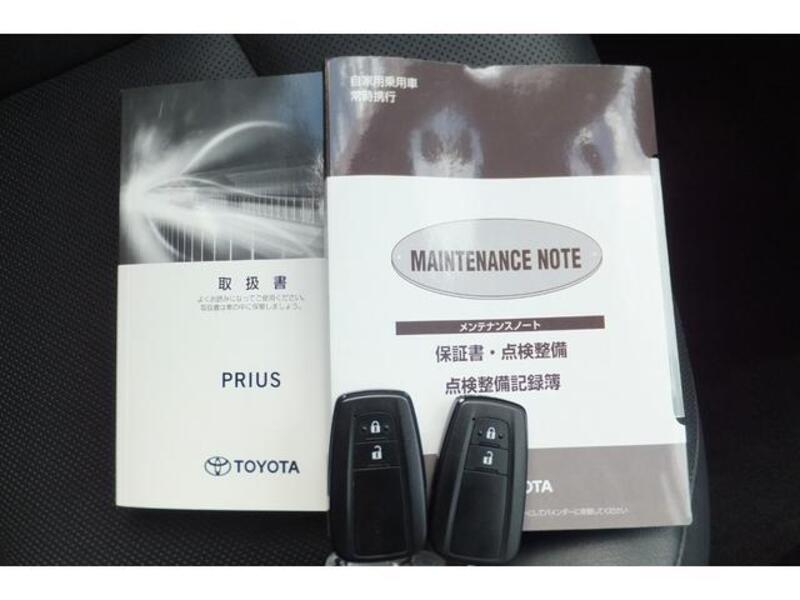 取扱書
よくお読みになってご使用ください。
取扱書は車の中に保管しましょう。
PRIUS
TOYOTA
自家用乗用車
常時携行
MAINTENANCE NOTE
メンテナンスノート
保証書・点検整備
点検整備記録簿
OTA